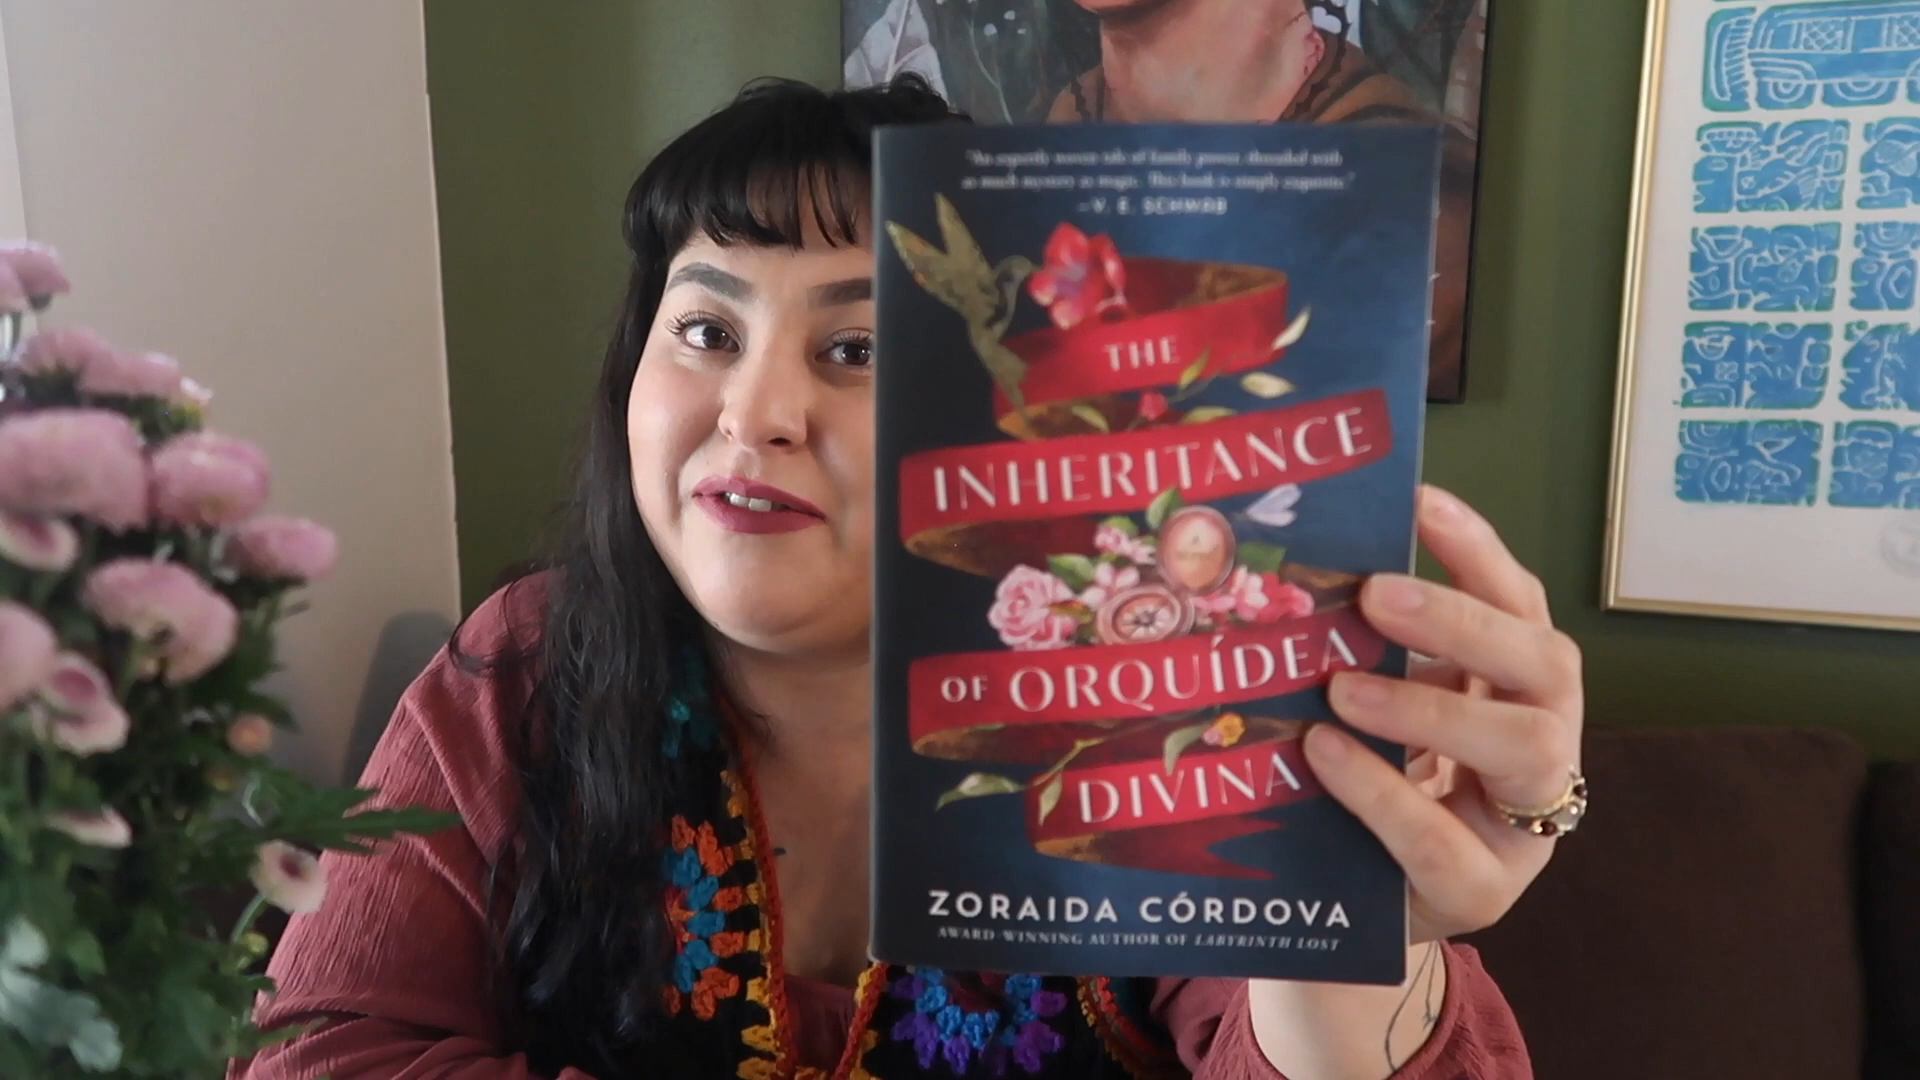 "An expertly woven tale of family power, threaded with
as much mystery as magic. This book is simply exquisite."
—V. E. SCHWAB
THE
INHERITANCE
OF ORQUÍDEA
DIVINA
ZORAIDA CÓRDOVA
AWARD-WINNING AUTHOR OF LABYRINTH LOST